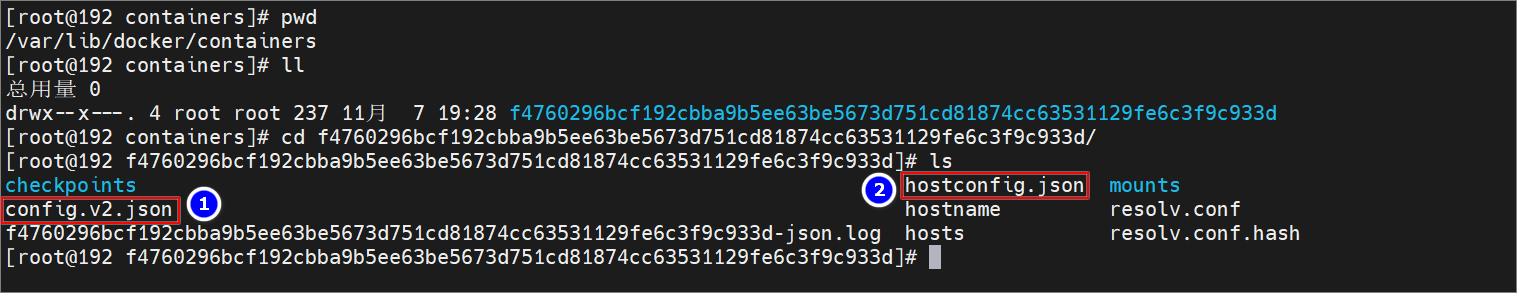 [root@192 containers]# pwd
/var/lib/docker/containers
[root@192 containers]# ll
总用量 0
drwx--x---. 4 root root 237 11月  7 19:28 f4760296bcf192cbba9b5ee63be5673d751cd81874cc63531129fe6c3f9c933d
[root@192 containers]# cd f4760296bcf192cbba9b5ee63be5673d751cd81874cc63531129fe6c3f9c933d/
[root@192 f4760296bcf192cbba9b5ee63be5673d751cd81874cc63531129fe6c3f9c933d]# ls
checkpoints 2 hostconfig.json mounts
config.v2.json 1 hostname resolv.conf
f4760296bcf192cbba9b5ee63be5673d751cd81874cc63531129fe6c3f9c933d-json.log hosts resolv.conf.hash
[root@192 f4760296bcf192cbba9b5ee63be5673d751cd81874cc63531129fe6c3f9c933d]#